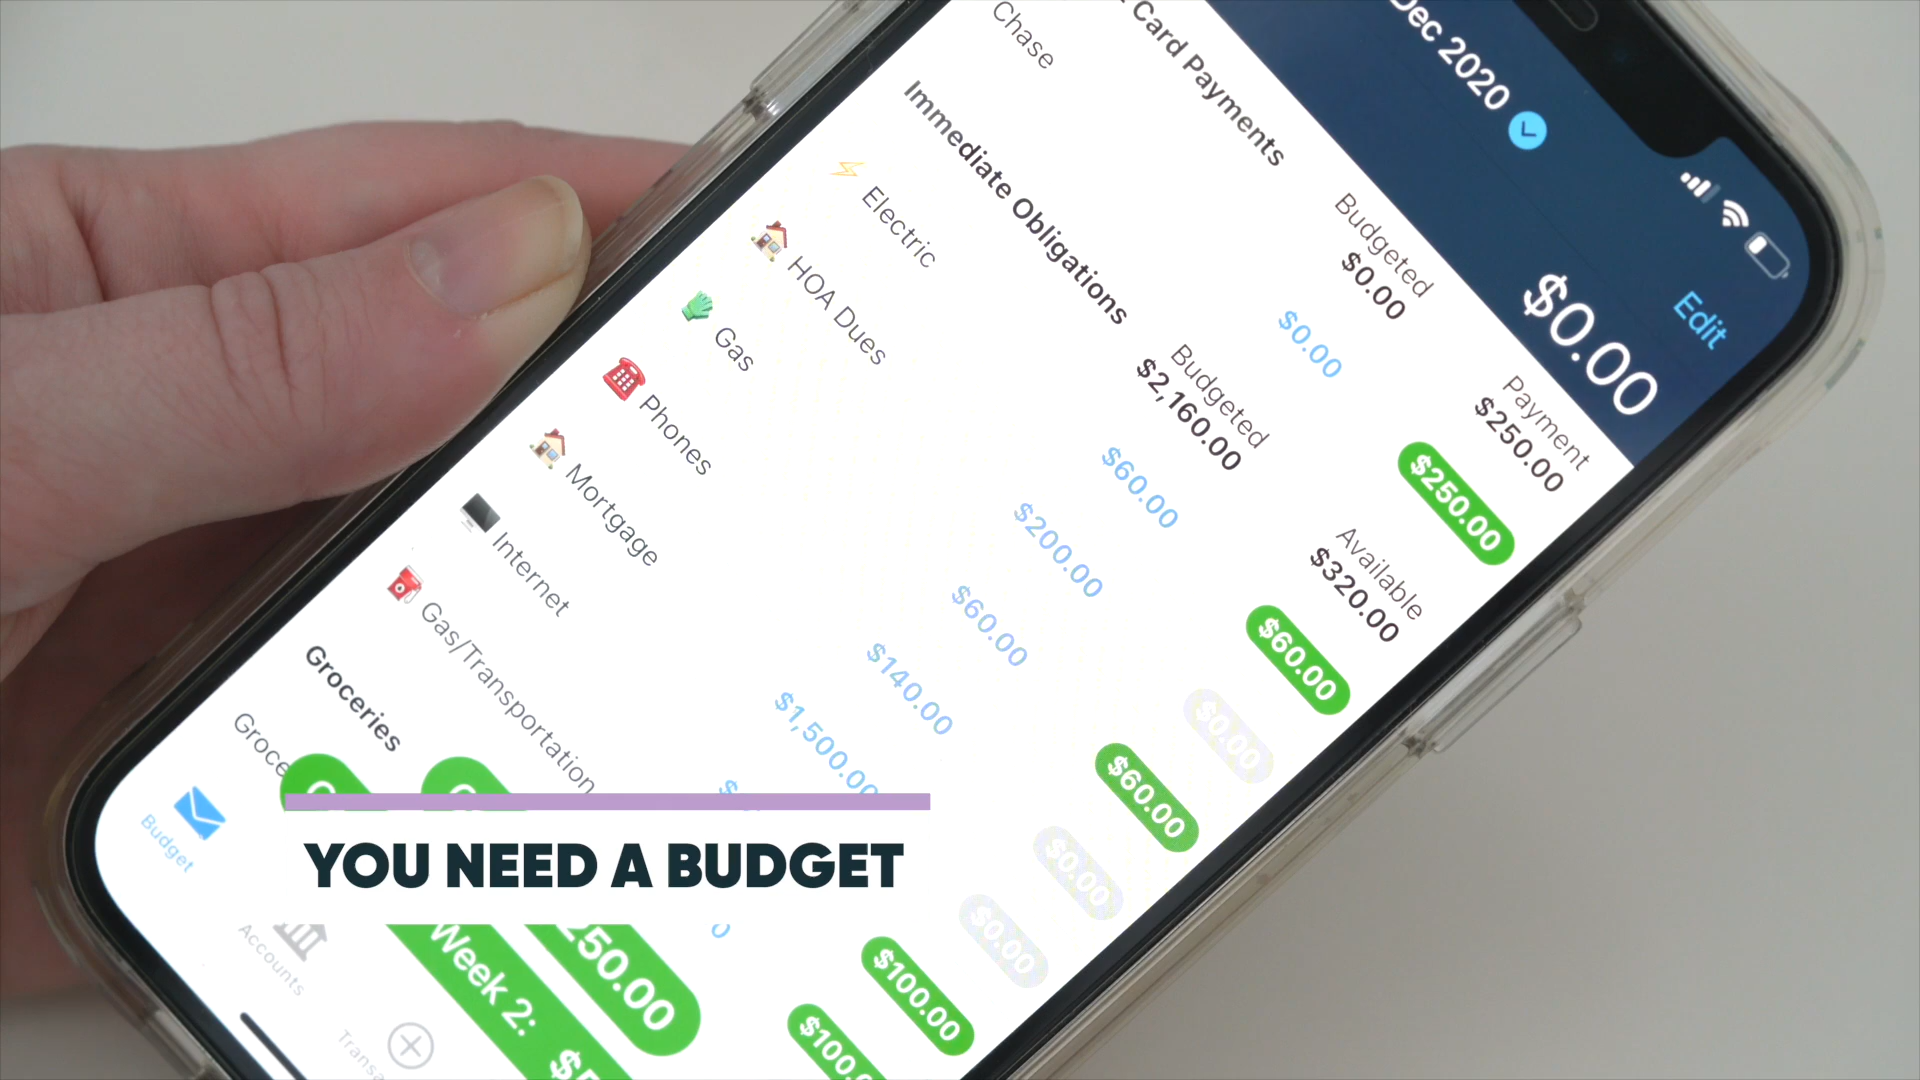 Dec 2020
Edit
$0.00
Card Payments
Budgeted
$0.00
Payment
$250.00
Chase
$0.00
$250.00
Immediate Obligations
Budgeted
$2,160.00
Available
$320.00
⚡ Electric
$60.00
$60.00
HOA Dues
$200.00
$0.00
Gas
$60.00
$60.00
Phones
$140.00
$0.00
Mortgage
$1,500.00
$0.00
Internet
$100.00
Gas/Transportation
Groceries
Budget
Accounts
Week 2:
YOU NEED A BUDGET